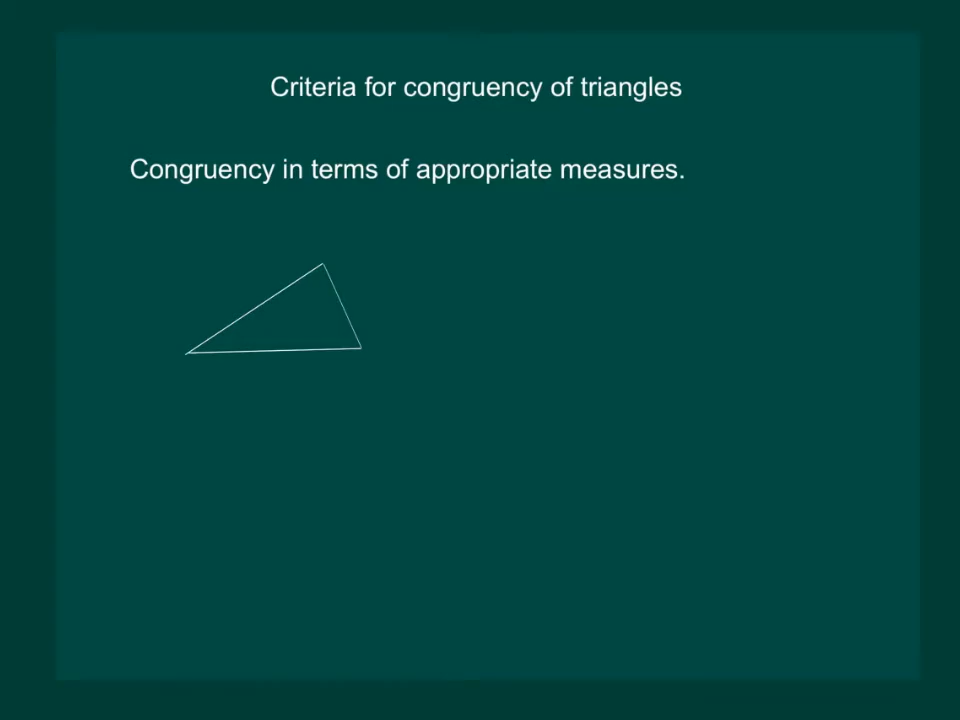 Criteria for congruency of triangles
Congruency in terms of appropriate measures.